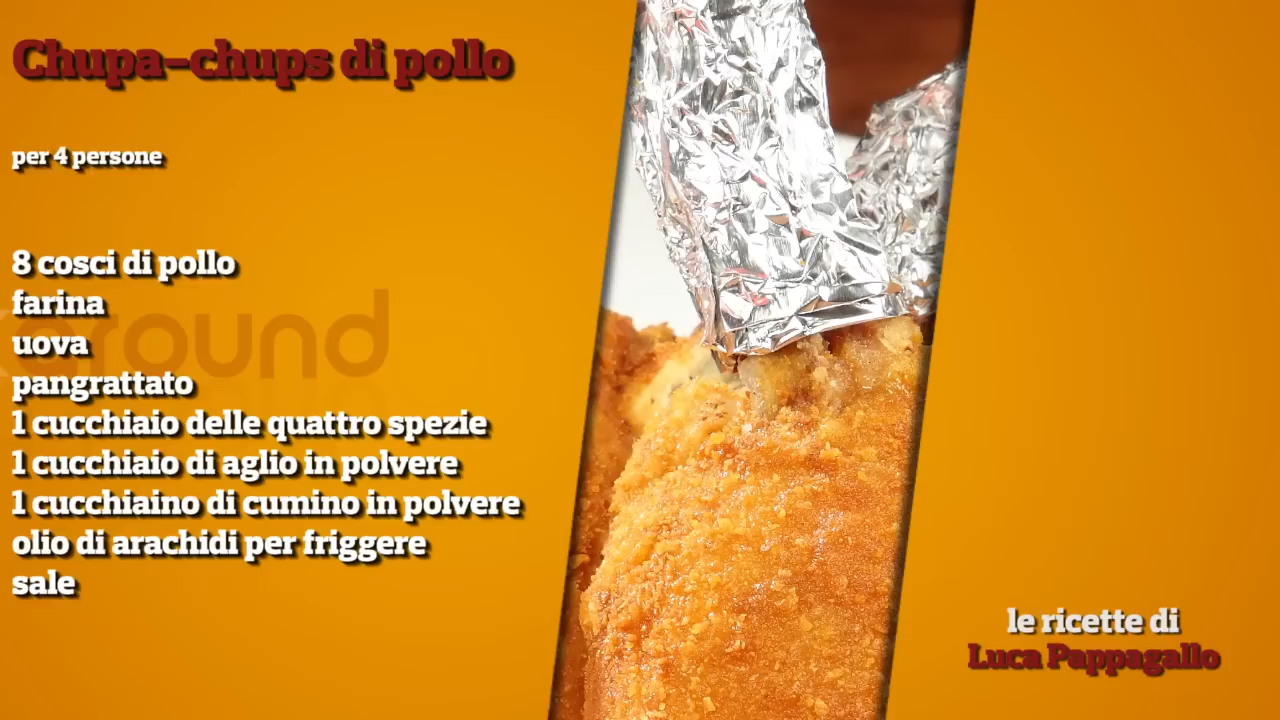 Chupa-chups di pollo
per 4 persone
8 cosci di pollo
farina
uova
pangrattato
1 cucchiaio delle quattro spezie
1 cucchiaio di aglio in polvere
1 cucchiaino di cumino in polvere
olio di arachidi per friggere
sale
le ricette di
Luca Pappagallo